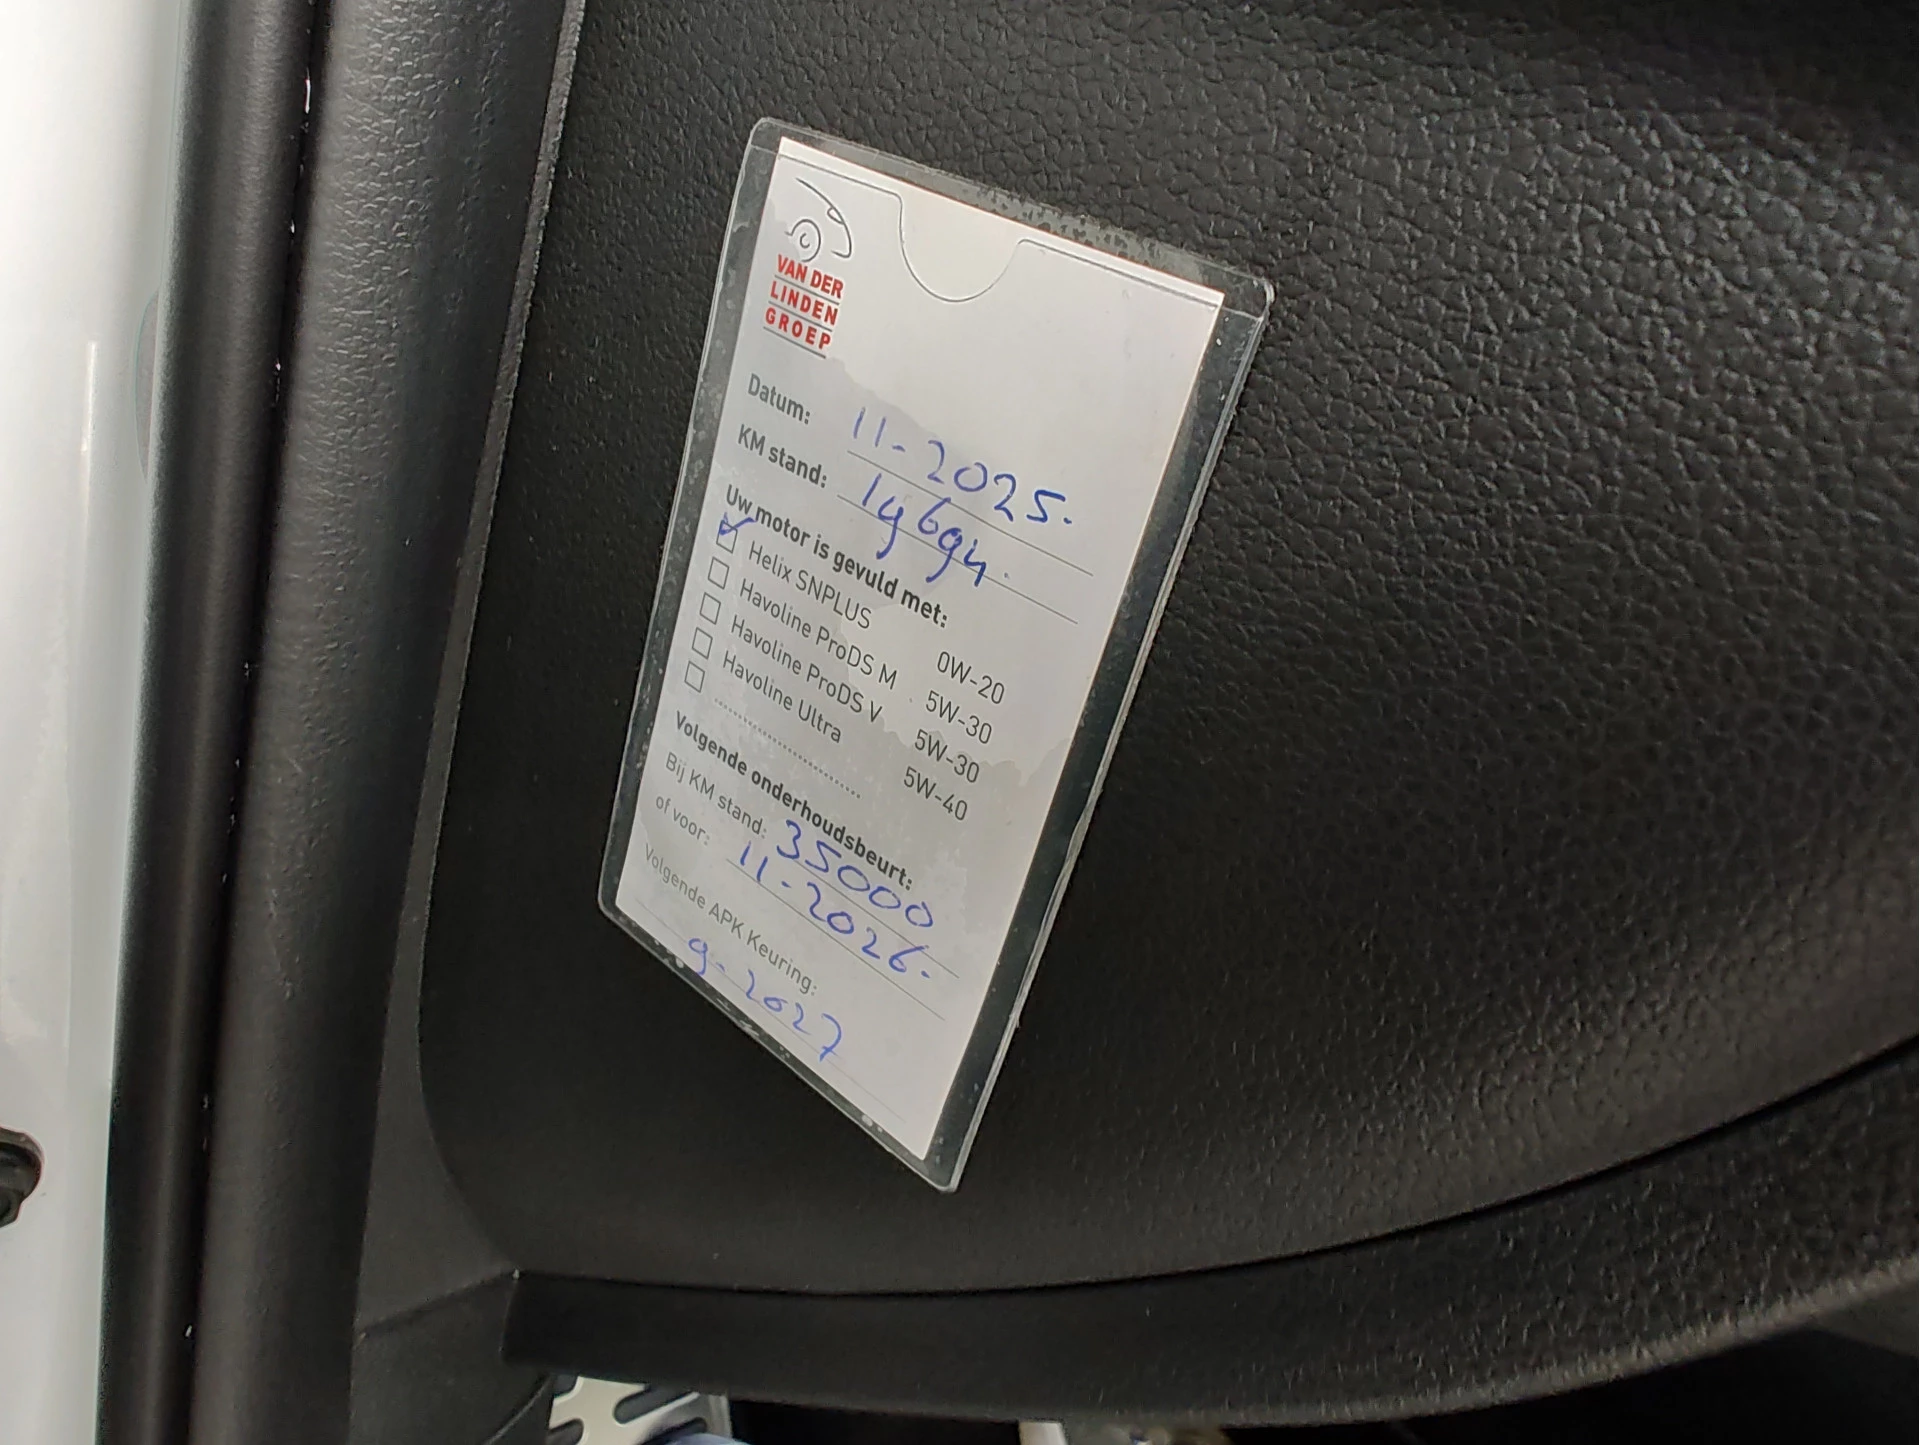 VAN DER
LINDEN
GROEP
Datum: 11-2025.
KM stand: 19694.
Uw motor is gevuld met:
Helix SNPLUS 0W-20
Havoline ProDS M 5W-30
Havoline ProDS V 5W-30
Havoline Ultra 5W-40
....................
Volgende onderhoudsbeurt:
Bij KM stand: 35000
of voor: 11-2026.
Volgende APK Keuring:
9-2027